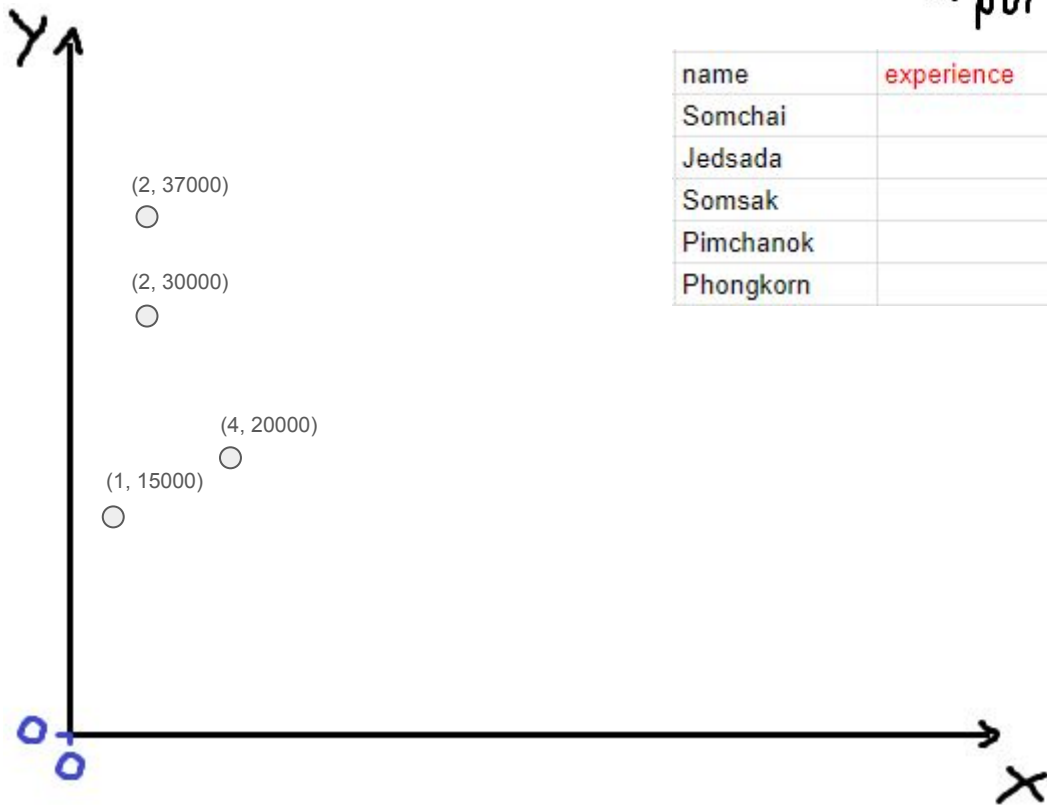 Y
name experience
Somchai
Jedsada
Somsak
Pimchanok
Phongkorn
(2, 37000)
(2, 30000)
(4, 20000)
(1, 15000)
0
0
X